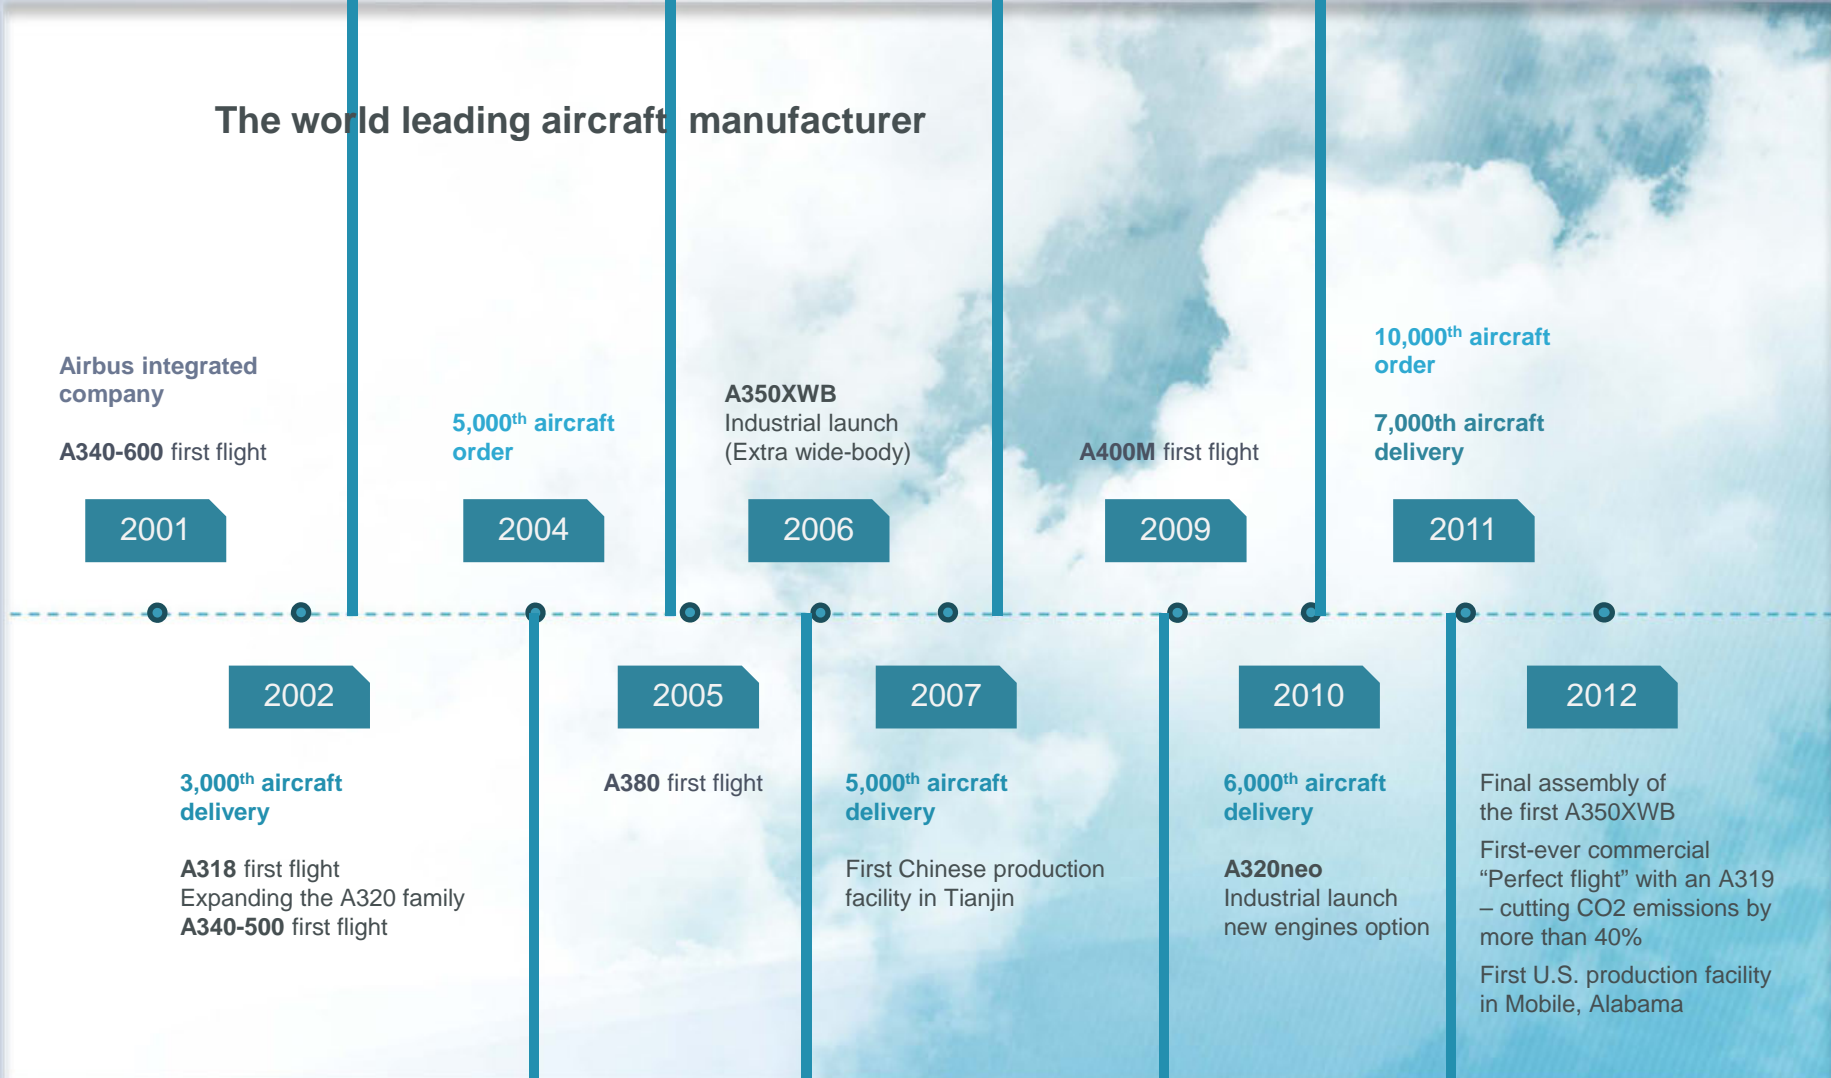 The world leading aircraft manufacturer
Airbus integrated
company
A340-600 first flight
2001
5,000th aircraft
order
2004
A350XWB
Industrial launch
(Extra wide-body)
2006
A400M first flight
2009
10,000th aircraft
order
7,000th aircraft
delivery
2011
2002
3,000th aircraft
delivery
A318 first flight
Expanding the A320 family
A340-500 first flight
2005
A380 first flight
2007
5,000th aircraft
delivery
First Chinese production
facility in Tianjin
2010
6,000th aircraft
delivery
A320neo
Industrial launch
new engines option
2012
Final assembly of
the first A350XWB
First-ever commercial
“Perfect flight” with an A319
– cutting CO2 emissions by
more than 40%
First U.S. production facility
in Mobile, Alabama